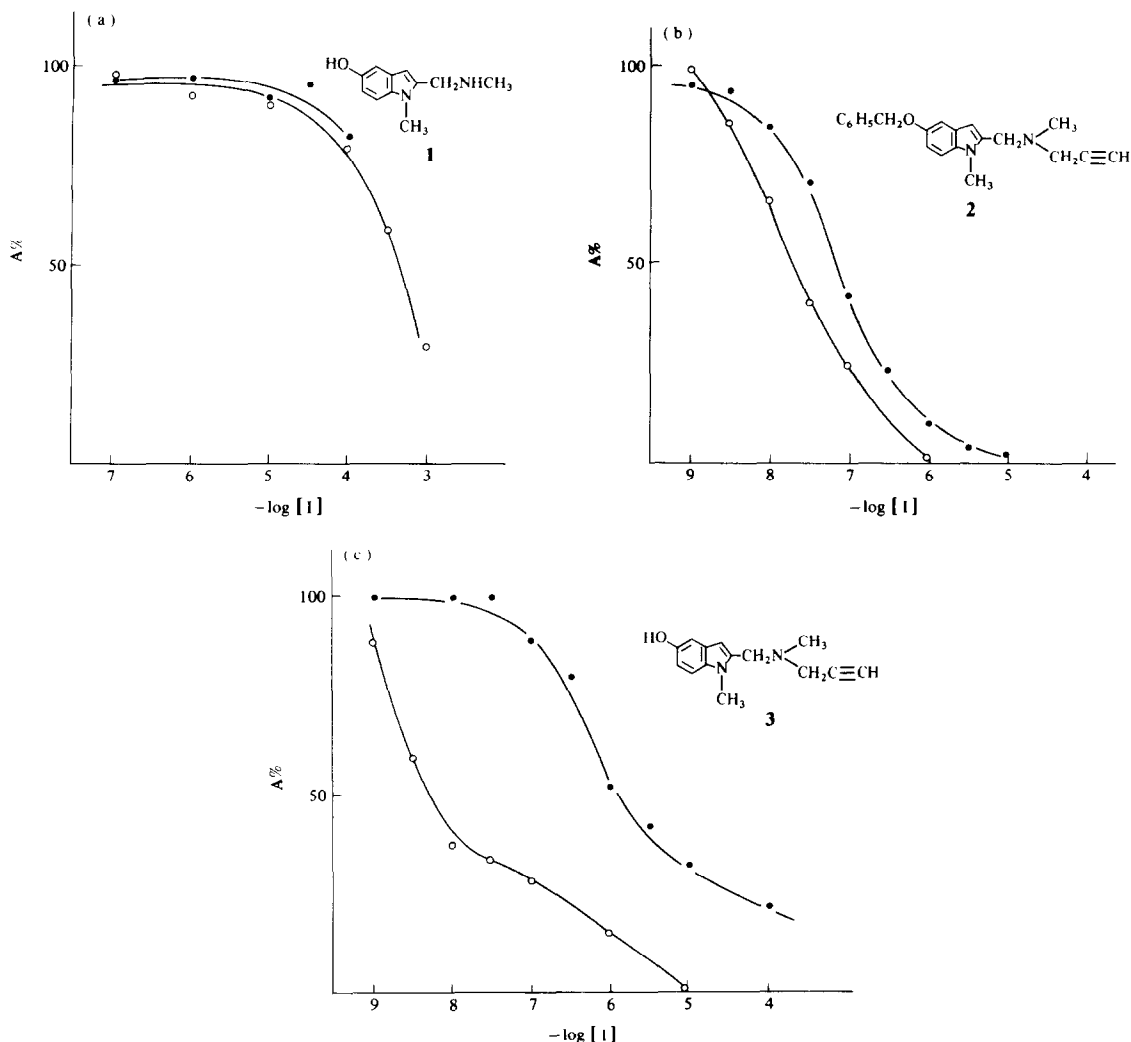 (a)
100
50
A%
HO
CH₂NHCH₃
N
CH₃
1
7 6 5 4 3
−log [I]
(b)
100
50
A%
C₆H₅CH₂O
CH₂N
CH₃
CH₂C≡CH
N
CH₃
2
9 8 7 6 5 4
−log [I]
(c)
100
50
A%
HO
CH₂N
CH₃
CH₂C≡CH
N
CH₃
3
9 8 7 6 5 4
−log [I]